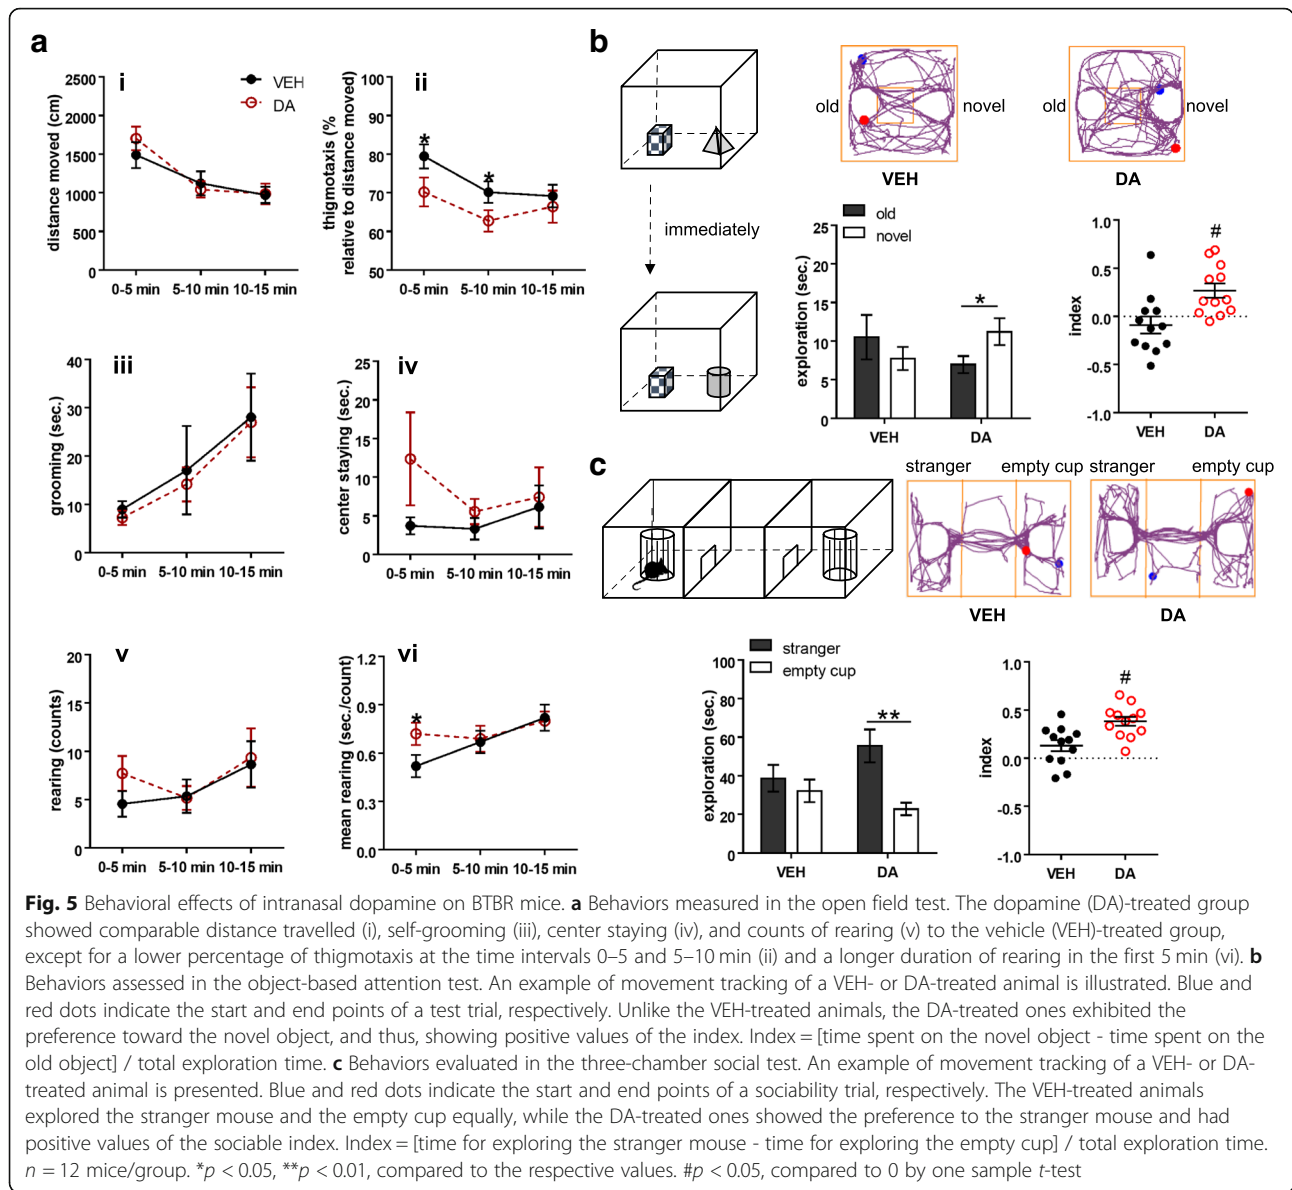 a
i
2500
2000
1500
1000
500
0
distance moved (cm)
VEH
DA
0-5 min 5-10 min 10-15 min
ii
100
90
80
70
60
50
thigmotaxis (%
relative to distance moved)
*
*
0-5 min 5-10 min 10-15 min
iii
40
30
20
10
0
grooming (sec.)
0-5 min 5-10 min 10-15 min
iv
25
20
15
10
5
0
center staying (sec.)
0-5 min 5-10 min 10-15 min
v
20
15
10
5
0
rearing (counts)
0-5 min 5-10 min 10-15 min
vi
1.2
0.9
0.6
0.3
0.0
mean rearing (sec./count)
*
0-5 min 5-10 min 10-15 min
b
immediately
old novel
VEH
old novel
DA
old
novel
25
20
15
10
5
0
exploration (sec.)
*
VEH DA
1.0
0.5
0.0
-0.5
-1.0
index
#
VEH DA
c
stranger empty cup
VEH
stranger empty cup
DA
stranger
empty cup
100
80
60
40
20
0
exploration (sec.)
**
VEH DA
1.0
0.5
0.0
-0.5
-1.0
index
#
VEH DA
Fig. 5 Behavioral effects of intranasal dopamine on BTBR mice. a Behaviors measured in the open field test. The dopamine (DA)-treated group
showed comparable distance travelled (i), self-grooming (iii), center staying (iv), and counts of rearing (v) to the vehicle (VEH)-treated group,
except for a lower percentage of thigmotaxis at the time intervals 0–5 and 5–10 min (ii) and a longer duration of rearing in the first 5 min (vi). b
Behaviors assessed in the object-based attention test. An example of movement tracking of a VEH- or DA-treated animal is illustrated. Blue and
red dots indicate the start and end points of a test trial, respectively. Unlike the VEH-treated animals, the DA-treated ones exhibited the
preference toward the novel object, and thus, showing positive values of the index. Index = [time spent on the novel object - time spent on the
old object] / total exploration time. c Behaviors evaluated in the three-chamber social test. An example of movement tracking of a VEH- or DA-
treated animal is presented. Blue and red dots indicate the start and end points of a sociability trial, respectively. The VEH-treated animals
explored the stranger mouse and the empty cup equally, while the DA-treated ones showed the preference to the stranger mouse and had
positive values of the sociable index. Index = [time for exploring the stranger mouse - time for exploring the empty cup] / total exploration time.
n = 12 mice/group. *p < 0.05, **p < 0.01, compared to the respective values. #p < 0.05, compared to 0 by one sample t-test